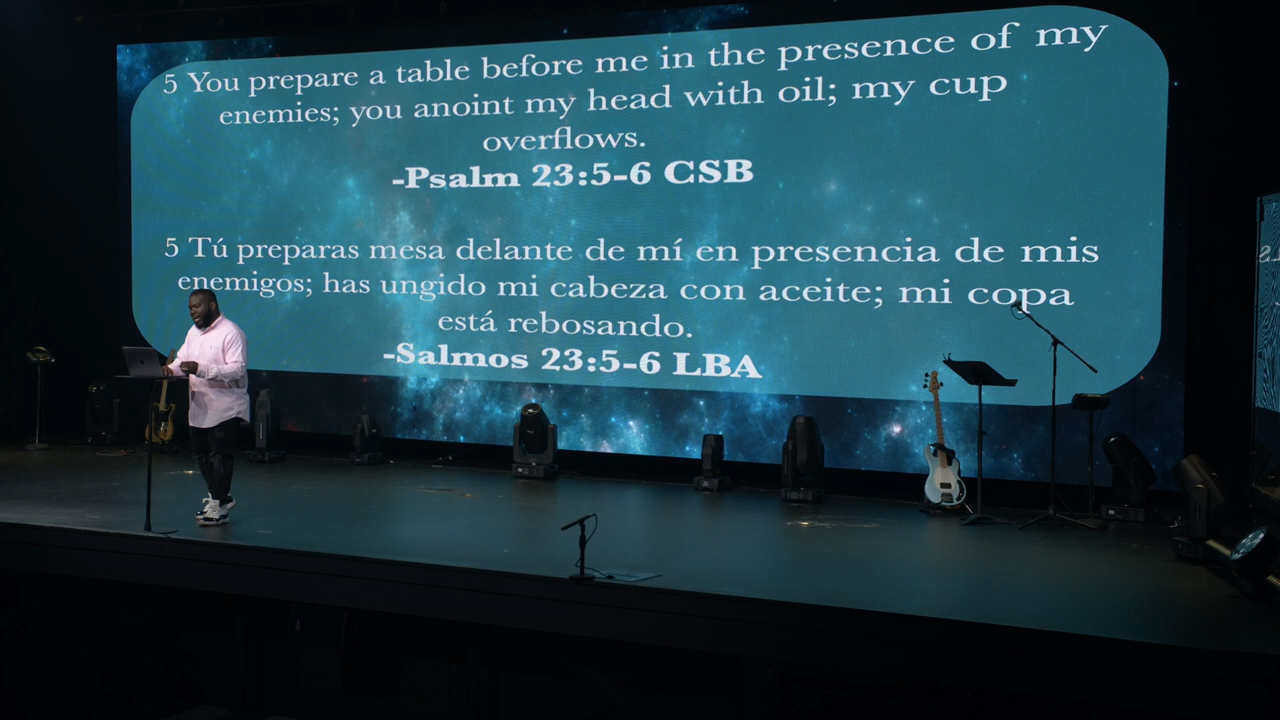 5 You prepare a table before me in the presence of my
enemies; you anoint my head with oil; my cup
overflows.
-Psalm 23:5-6 CSB
5 Tú preparas mesa delante de mí en presencia de mis
enemigos; has ungido mi cabeza con aceite; mi copa
está rebosando.
-Salmos 23:5-6 LBA